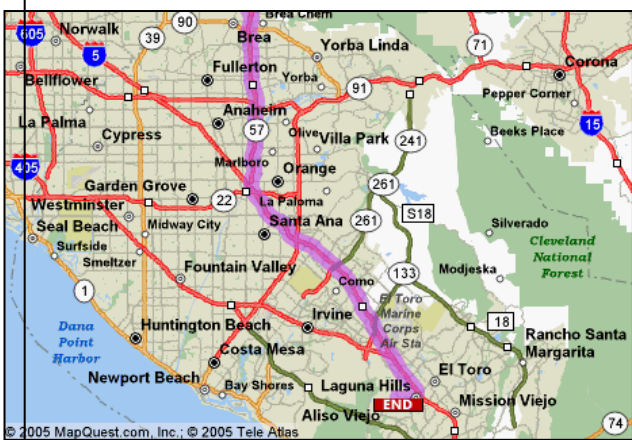 90
Brea Chem
605
Norwalk
39
Brea
Yorba Linda
71
5
Fullerton
Corona
Bellflower
Yorba
91
Pepper Corner
La Palma
Anaheim
15
Cypress
57
Olive
Villa Park
241
Beeks Place
405
Marlboro
Orange
Garden Grove
261
22
La Paloma
Westminster
S18
Seal Beach
Midway City
Santa Ana
261
Silverado
Surfside
Cleveland
National
Forest
Smeltzer
Fountain Valley
133
Modjeska
1
Como
El Toro
Marine
Corps
Air Sta
Dana
Point
Harbor
Huntington Beach
Irvine
18
Rancho Santa
Margarita
Costa Mesa
El Toro
Newport Beach
Bay Shores
Laguna Hills
END
Mission Viejo
Aliso Viejo
74
© 2005 MapQuest.com, Inc.; © 2005 Tele Atlas